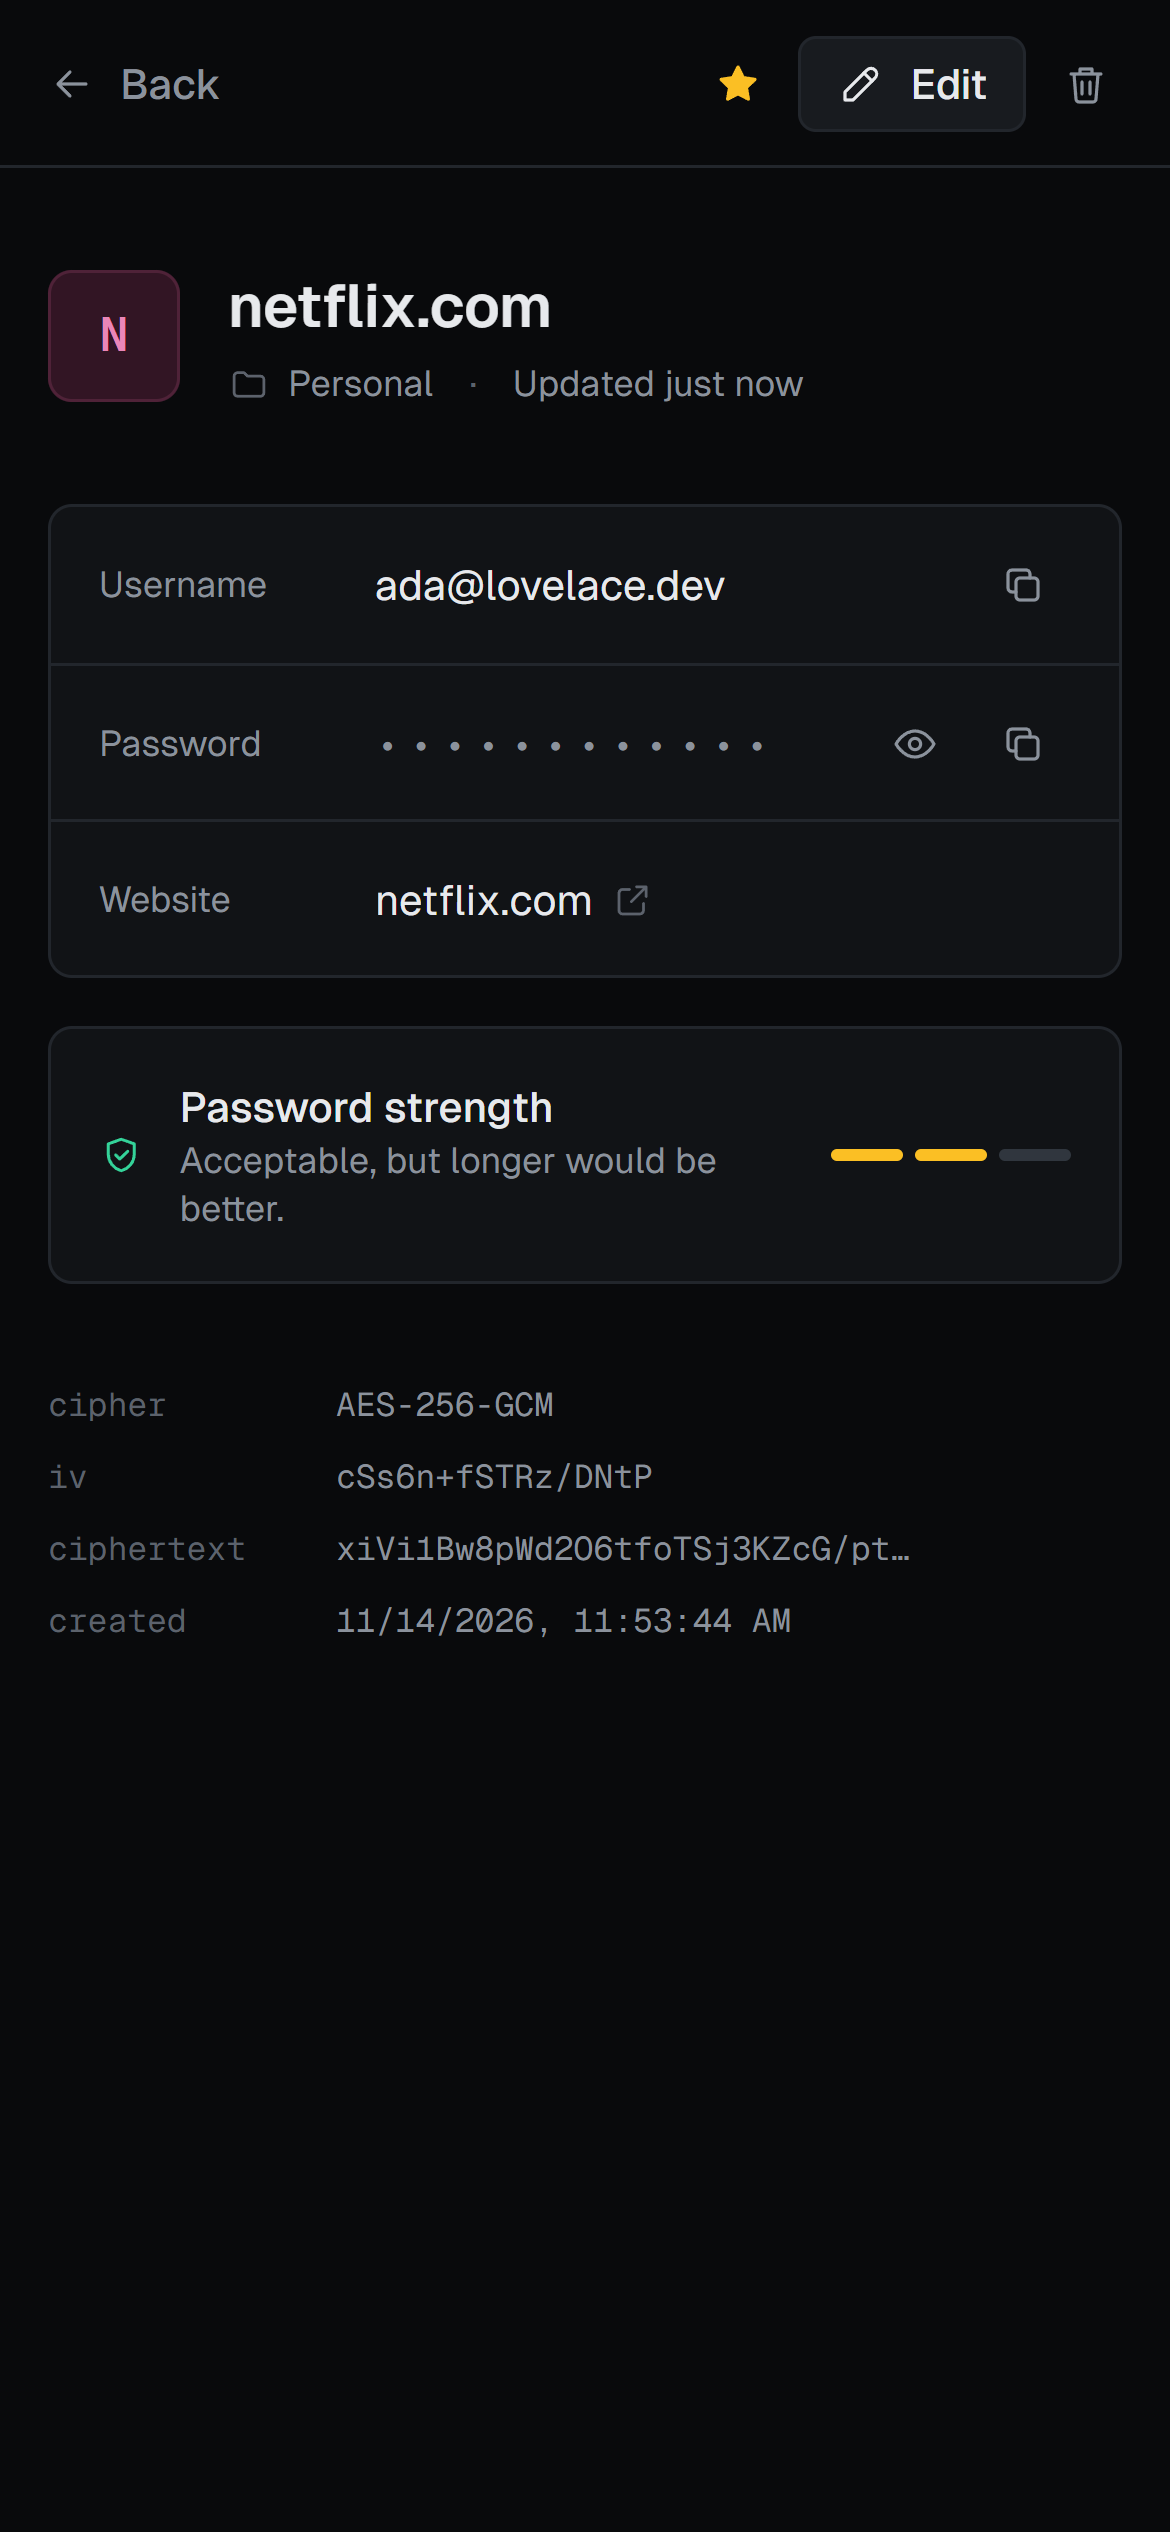 Back
Edit
N
netflix.com
Personal · Updated just now
Username ada@lovelace.dev
Password ••••••••••••
Website netflix.com
Password strength
Acceptable, but longer would be
better.
cipher AES-256-GCM
iv cSs6n+fSTRz/DNtP
ciphertext xiVi1Bw8pWd2O6tfoTSj3KZcG/pt…
created 11/14/2026, 11:53:44 AM